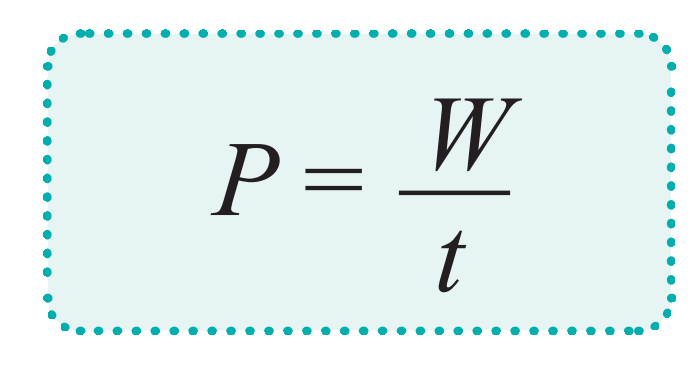 P = W/t